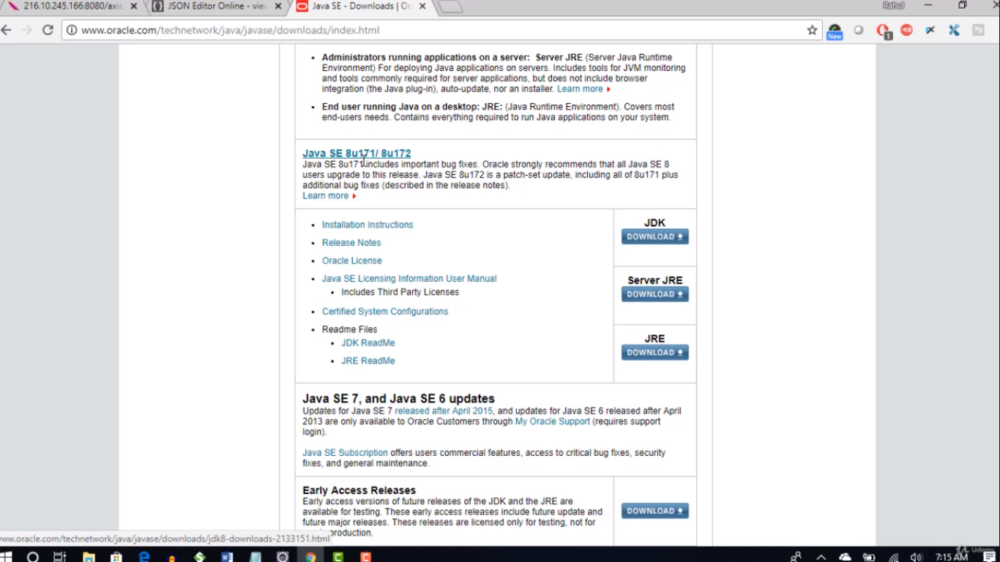 216.10.245.166:8080/axis
JSON Editor Online - view
Java SE - Downloads | Or
Rahul
www.oracle.com/technetwork/java/javase/downloads/index.html
New
1
Administrators running applications on a server: Server JRE (Server Java Runtime
Environment) For deploying Java applications on servers. Includes tools for JVM monitoring
and tools commonly required for server applications, but does not include browser
integration (the Java plug-in), auto-update, nor an installer. Learn more
End user running Java on a desktop: JRE: (Java Runtime Environment). Covers most
end-users needs. Contains everything required to run Java applications on your system.
Java SE 8u171/ 8u172
Java SE 8u171 includes important bug fixes. Oracle strongly recommends that all Java SE 8
users upgrade to this release. Java SE 8u172 is a patch-set update, including all of 8u171 plus
additional bug fixes (described in the release notes).
Learn more
Installation Instructions
Release Notes
Oracle License
Java SE Licensing Information User Manual
Includes Third Party Licenses
Certified System Configurations
Readme Files
JDK ReadMe
JRE ReadMe
JDK
DOWNLOAD
Server JRE
DOWNLOAD
JRE
DOWNLOAD
Java SE 7, and Java SE 6 updates
Updates for Java SE 7 released after April 2015, and updates for Java SE 6 released after April
2013 are only available to Oracle Customers through My Oracle Support (requires support
login).
Java SE Subscription offers users commercial features, access to critical bug fixes, security
fixes, and general maintenance.
Early Access Releases
Early access versions of future releases of the JDK and the JRE are
available for testing. These early access releases include future update and
future major releases. These releases are licensed only for testing, not for
production.
DOWNLOAD
www.oracle.com/technetwork/java/javase/downloads/jdk8-downloads-2133151.html
Udemy
7:15 AM